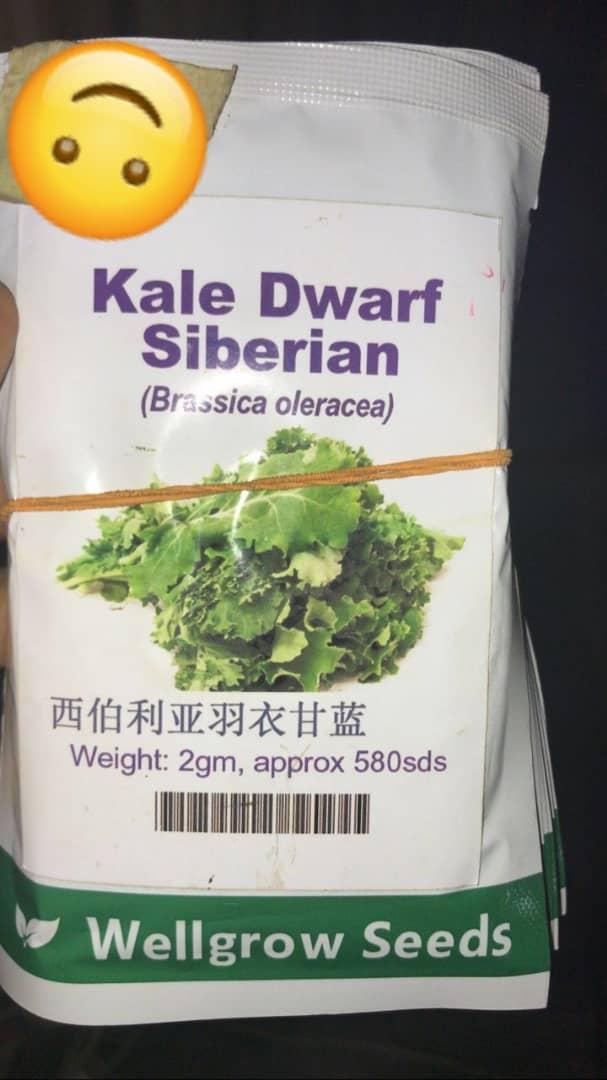 Kale Dwarf
Siberian
(Brassica oleracea)
西伯利亚羽衣甘蓝
Weight: 2gm, approx 580sds
Wellgrow Seeds